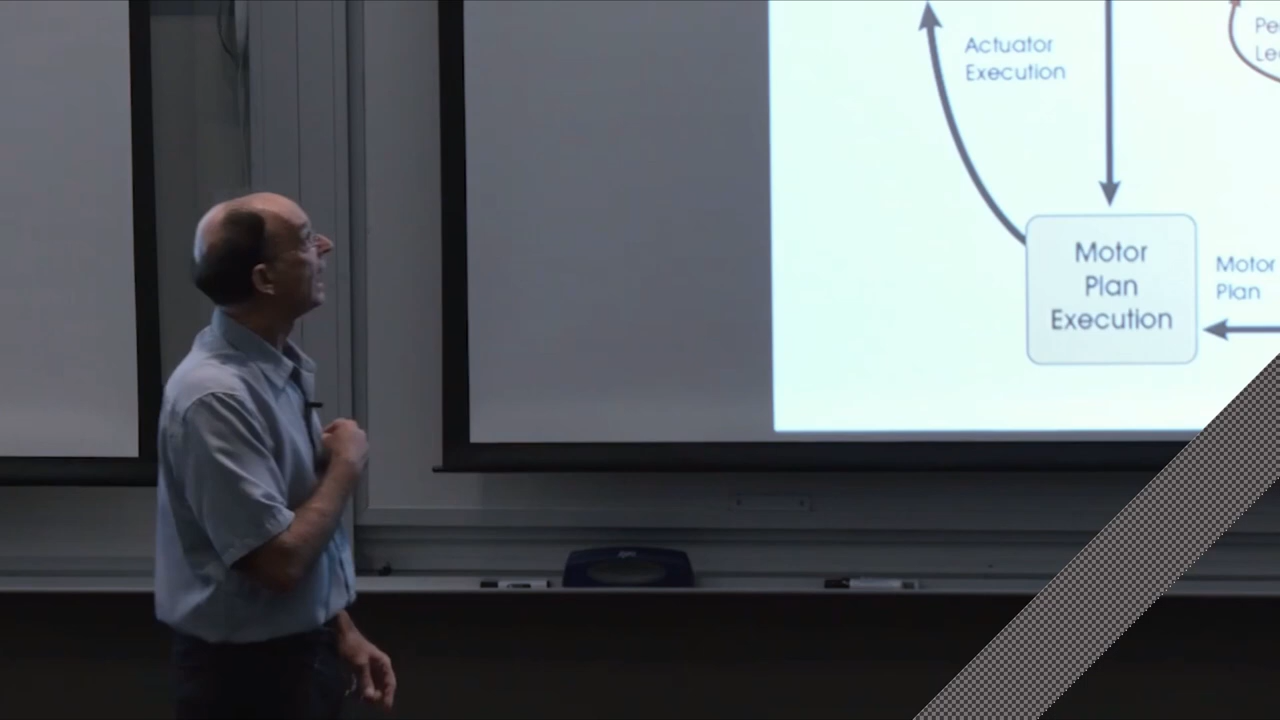 Actuator
Execution
Motor
Plan
Execution
Motor
Plan